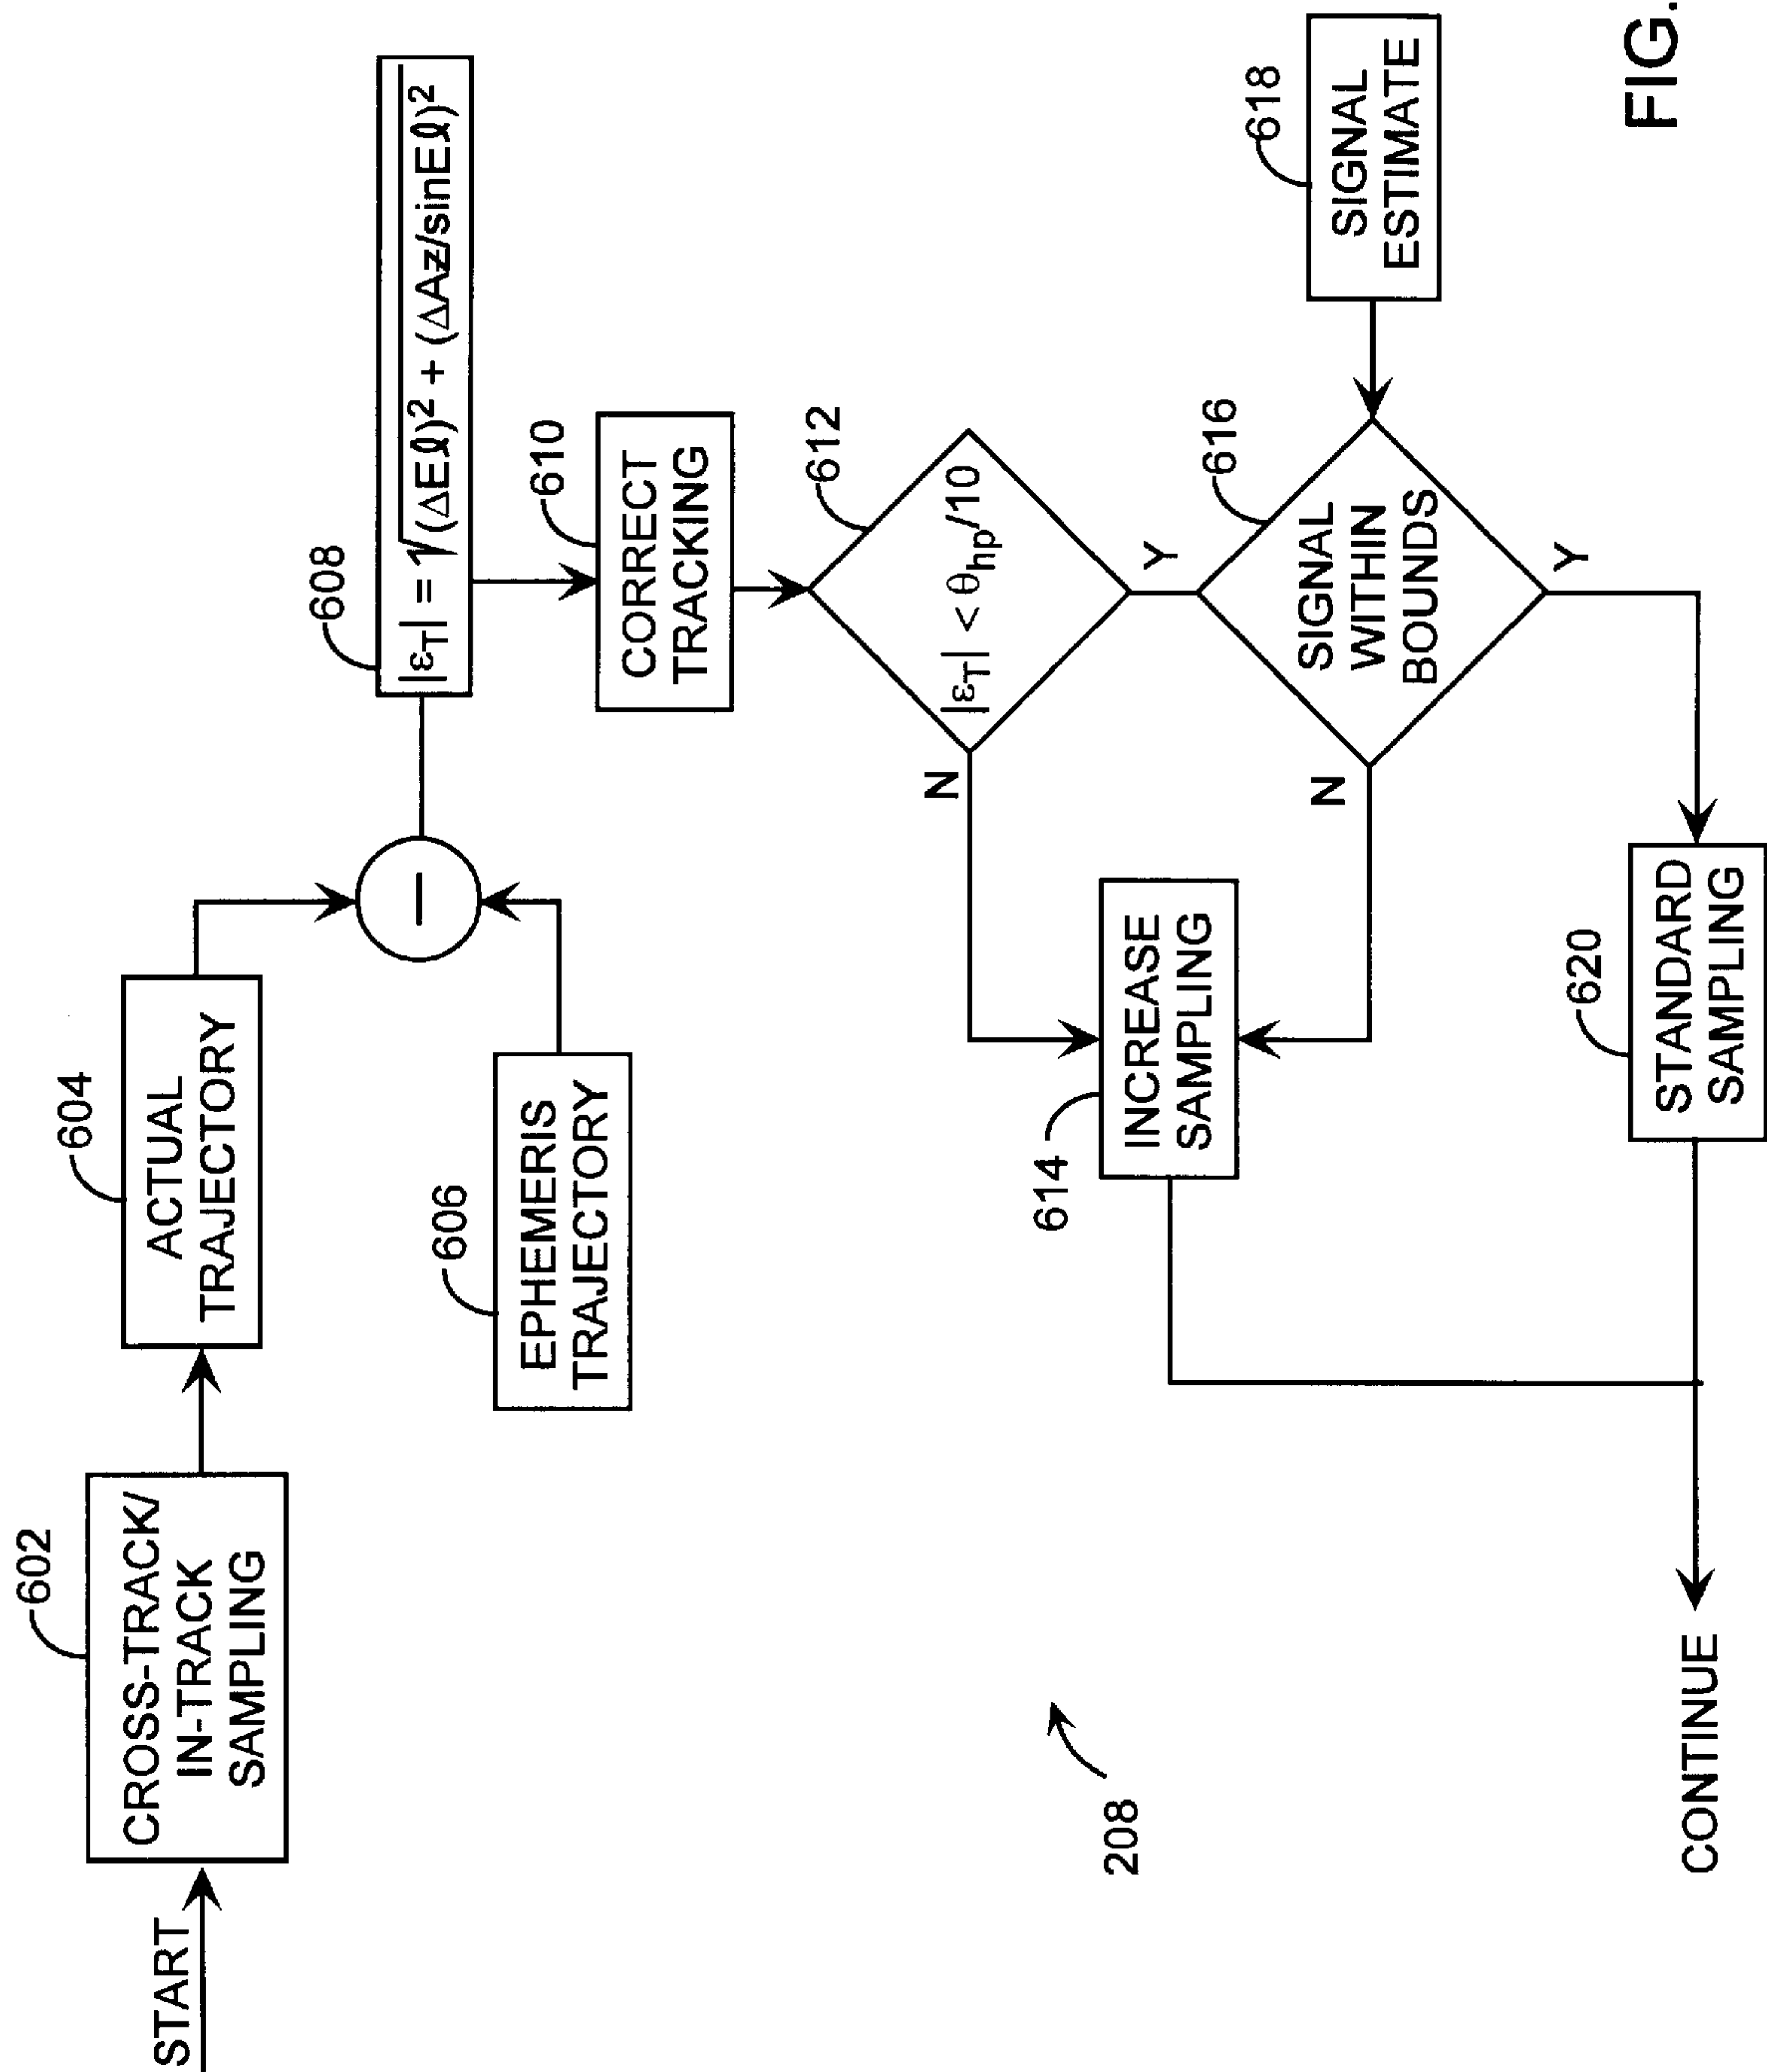 START
602
CROSS-TRACK/
IN-TRACK
SAMPLING
604
ACTUAL
TRAJECTORY
606
EPHEMERIS
TRAJECTORY
—
608
|εT| = √(ΔEℓ)² + (ΔAz/sinEℓ)²
610
CORRECT
TRACKING
612
|εT| < θhp/10
N
Y
614
INCREASE
SAMPLING
616
SIGNAL
WITHIN
BOUNDS
N
Y
618
SIGNAL
ESTIMATE
620
STANDARD
SAMPLING
208
CONTINUE
FIG.